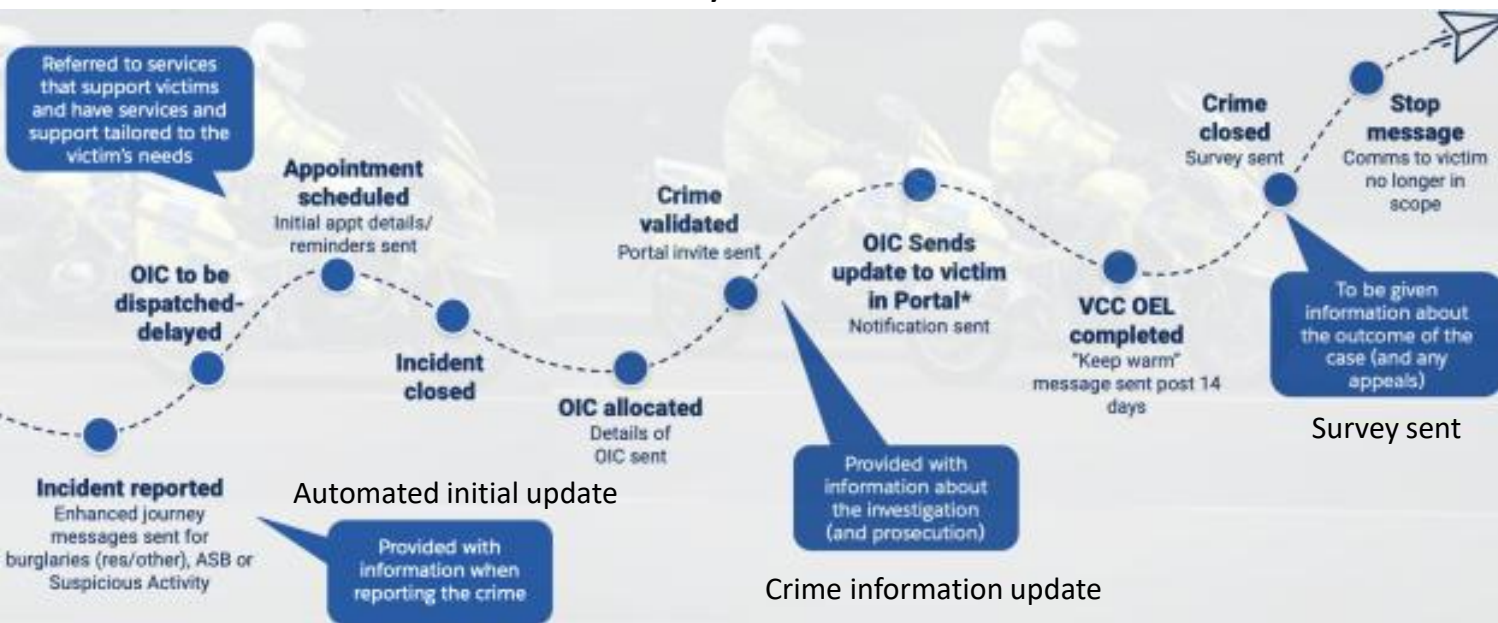 Referred to services
that support victims
and have services and
support tailored to the
victim's needs
Appointment
scheduled
Initial appt details/
reminders sent
OIC to be
dispatched-
delayed
Incident
closed
Incident reported
Enhanced journey
messages sent for
burglaries (res/other), ASB or
Suspicious Activity
Automated initial update
Provided with
information when
reporting the crime
OIC allocated
Details of
OIC sent
Crime
validated
Portal invite sent
OIC Sends
update to victim
in Portal*
Notification sent
Provided with
information about
the investigation
(and prosecution)
Crime information update
VCC OEL
completed
"Keep warm"
message sent post 14
days
Crime
closed
Survey sent
Stop
message
Comms to victim
no longer in
scope
To be given
information about
the outcome of the
case (and any
appeals)
Survey sent